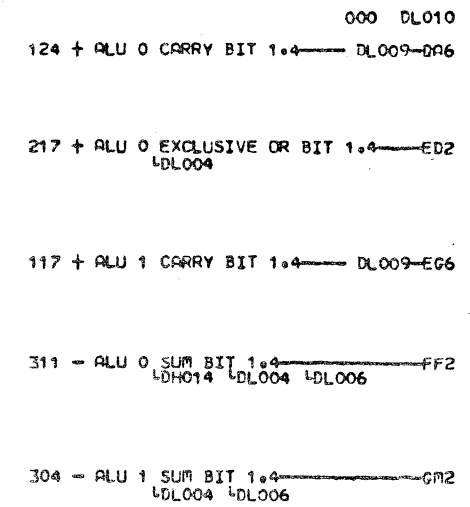 000 DL010
124 + ALU 0 CARRY BIT 1.4 DL009-DA6
217 + ALU 0 EXCLUSIVE OR BIT 1.4 ED2
DL004
117 + ALU 1 CARRY BIT 1.4 DL009-EG6
311 - ALU 0 SUM BIT 1.4 FF2
DH014 DL004 DL006
304 - ALU 1 SUM BIT 1.4 GM2
DL004 DL006